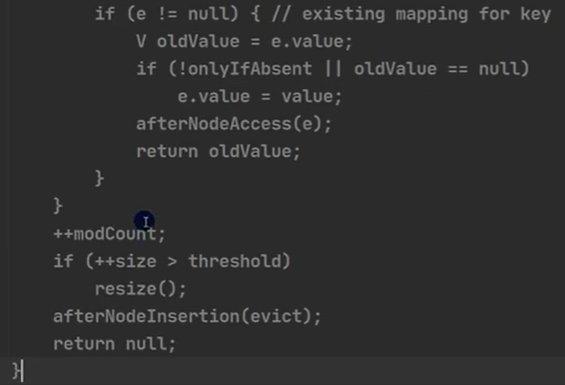 if (e != null) { // existing mapping for key
V oldValue = e.value;
if (!onlyIfAbsent || oldValue == null)
e.value = value;
afterNodeAccess(e);
return oldValue;
}
}
++modCount;
if (++size > threshold)
resize();
afterNodeInsertion(evict);
return null;
}